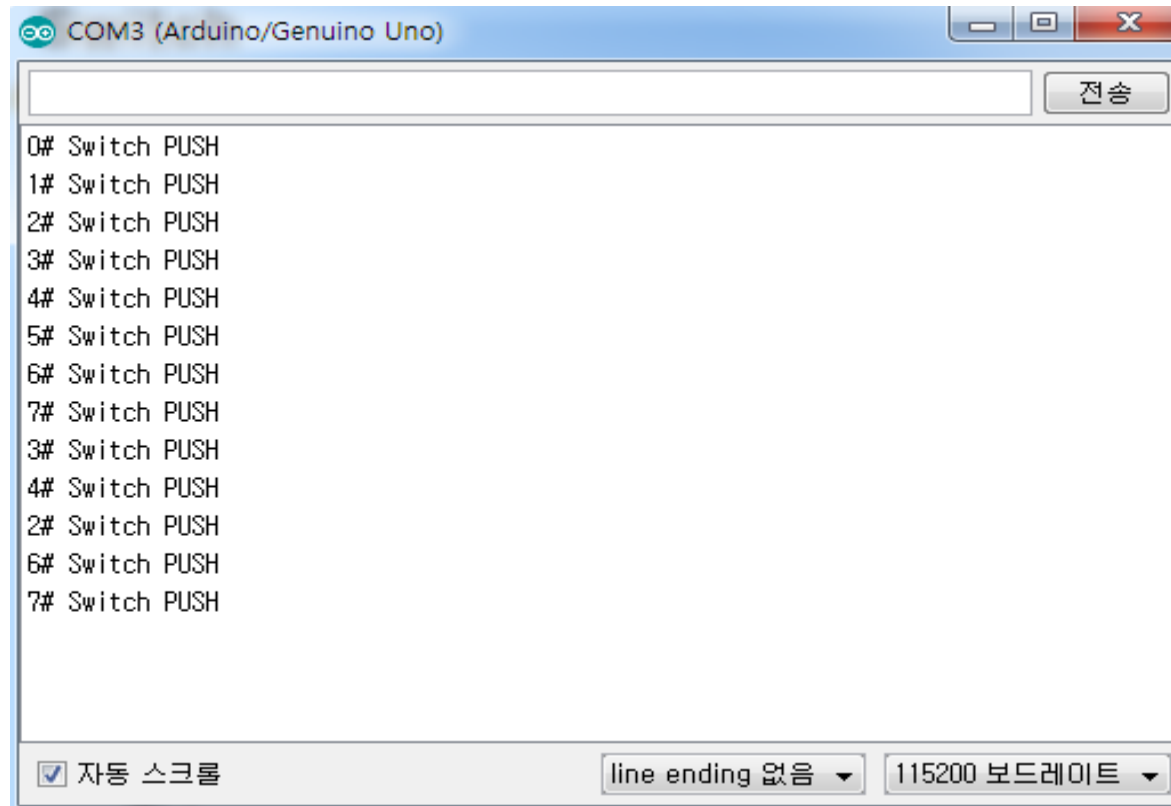 COM3 (Arduino/Genuino Uno)
전송
0# Switch PUSH
1# Switch PUSH
2# Switch PUSH
3# Switch PUSH
4# Switch PUSH
5# Switch PUSH
6# Switch PUSH
7# Switch PUSH
3# Switch PUSH
4# Switch PUSH
2# Switch PUSH
6# Switch PUSH
7# Switch PUSH
자동 스크롤 line ending 없음 115200 보드레이트